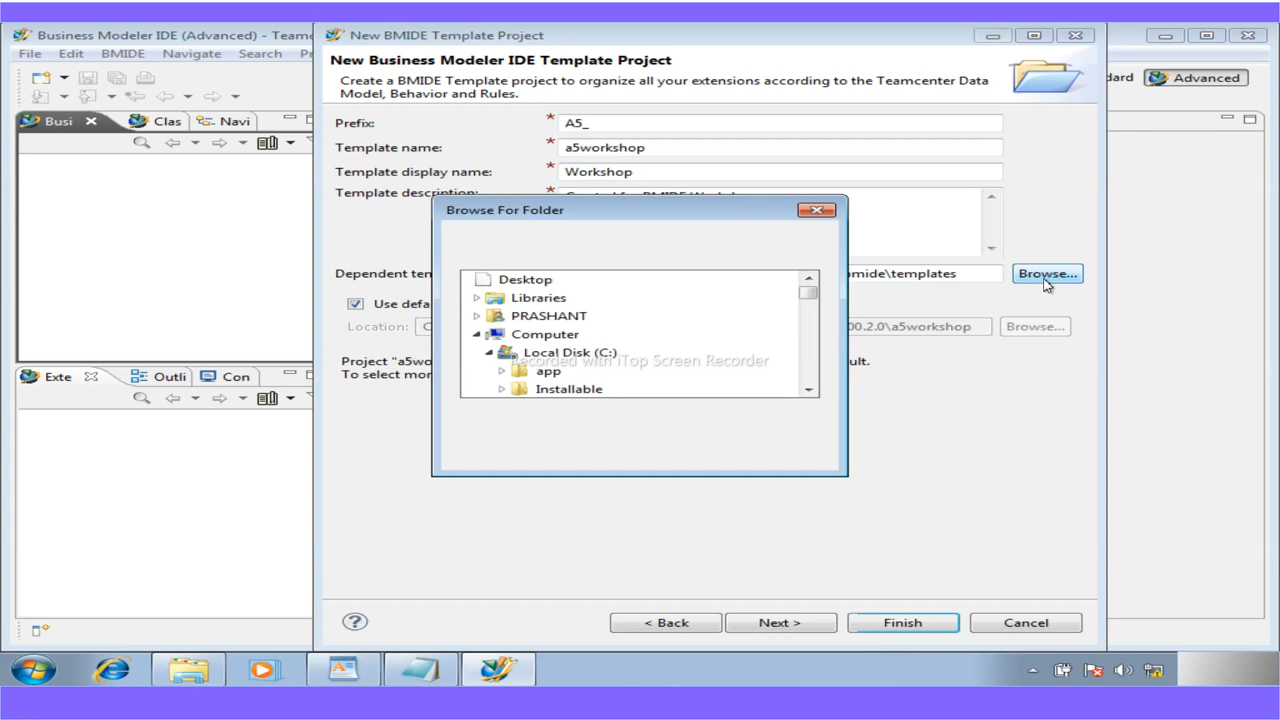 Business Modeler IDE (Advanced) - Teamc
New BMIDE Template Project
File Edit BMIDE Navigate Search Pr
New Business Modeler IDE Template Project
Create a BMIDE Template project to organize all your extensions according to the Teamcenter Data
Model, Behavior and Rules.
dard Advanced
Busi Clas Navi
Prefix: * A5_
Template name: * a5workshop
Template display name: * Workshop
Template description: *
Browse For Folder
Desktop
Libraries
PRASHANT
Computer
Local Disk (C:)
app
Installable
Dependent tem mide\templates Browse...
Use defa
Location: C 00.2.0\a5workshop Browse...
Project "a5wo ult.
To select mor
Recorded with iTop Screen Recorder
Exte Outli Con
? < Back Next > Finish Cancel